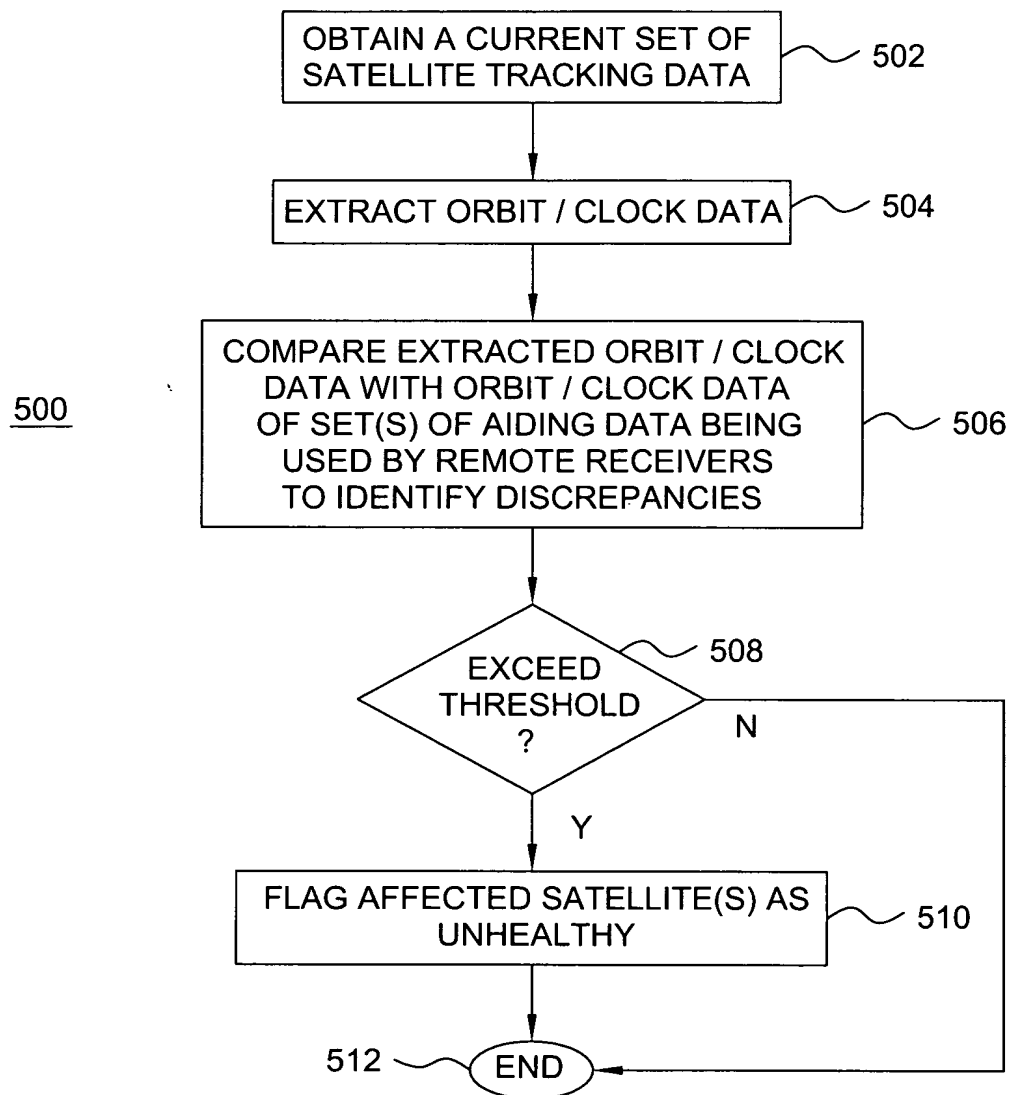 OBTAIN A CURRENT SET OF
SATELLITE TRACKING DATA
502
EXTRACT ORBIT / CLOCK DATA
504
500
COMPARE EXTRACTED ORBIT / CLOCK
DATA WITH ORBIT / CLOCK DATA
OF SET(S) OF AIDING DATA BEING
USED BY REMOTE RECEIVERS
TO IDENTIFY DISCREPANCIES
506
EXCEED
THRESHOLD
?
508
N
Y
FLAG AFFECTED SATELLITE(S) AS
UNHEALTHY
510
512
END